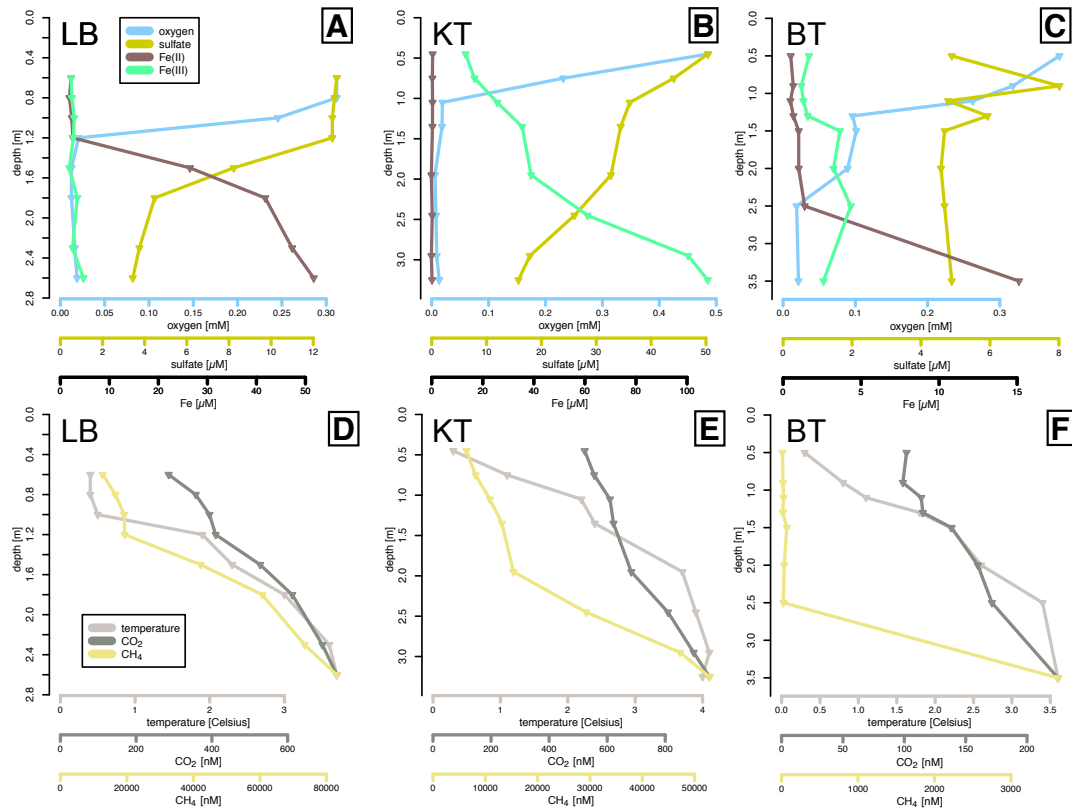 LB
A
oxygen
sulfate
Fe(II)
Fe(III)
depth [m]
0.0
0.4
0.8
1.2
1.6
2.0
2.4
2.8
0.00 0.05 0.10 0.15 0.20 0.25 0.30
oxygen [mM]
0 2 4 6 8 10 12
sulfate [µM]
0 10 20 30 40 50
Fe [µM]
KT
B
depth [m]
0.0
0.5
1.0
1.5
2.0
2.5
3.0
0.0 0.1 0.2 0.3 0.4 0.5
oxygen [mM]
0 10 20 30 40 50
sulfate [µM]
0 20 40 60 80 100
Fe [µM]
BT
C
depth [m]
0.0
0.5
1.0
1.5
2.0
2.5
3.0
3.5
0.0 0.1 0.2 0.3
oxygen [mM]
0 2 4 6 8
sulfate [µM]
0 5 10 15
Fe [µM]
LB
D
depth [m]
0.0
0.4
0.8
1.2
1.6
2.0
2.4
2.8
temperature
CO₂
CH₄
0 1 2 3
temperature [Celsius]
0 200 400 600
CO₂ [nM]
0 20000 40000 60000 80000
CH₄ [nM]
KT
E
depth [m]
0.0
0.5
1.0
1.5
2.0
2.5
3.0
0 1 2 3 4
temperature [Celsius]
0 200 400 600 800
CO₂ [nM]
0 10000 20000 30000 40000 50000
CH₄ [nM]
BT
F
depth [m]
0.0
0.5
1.0
1.5
2.0
2.5
3.0
3.5
0.0 0.5 1.0 1.5 2.0 2.5 3.0 3.5
temperature [Celsius]
0 50 100 150 200
CO₂ [nM]
0 1000 2000 3000
CH₄ [nM]